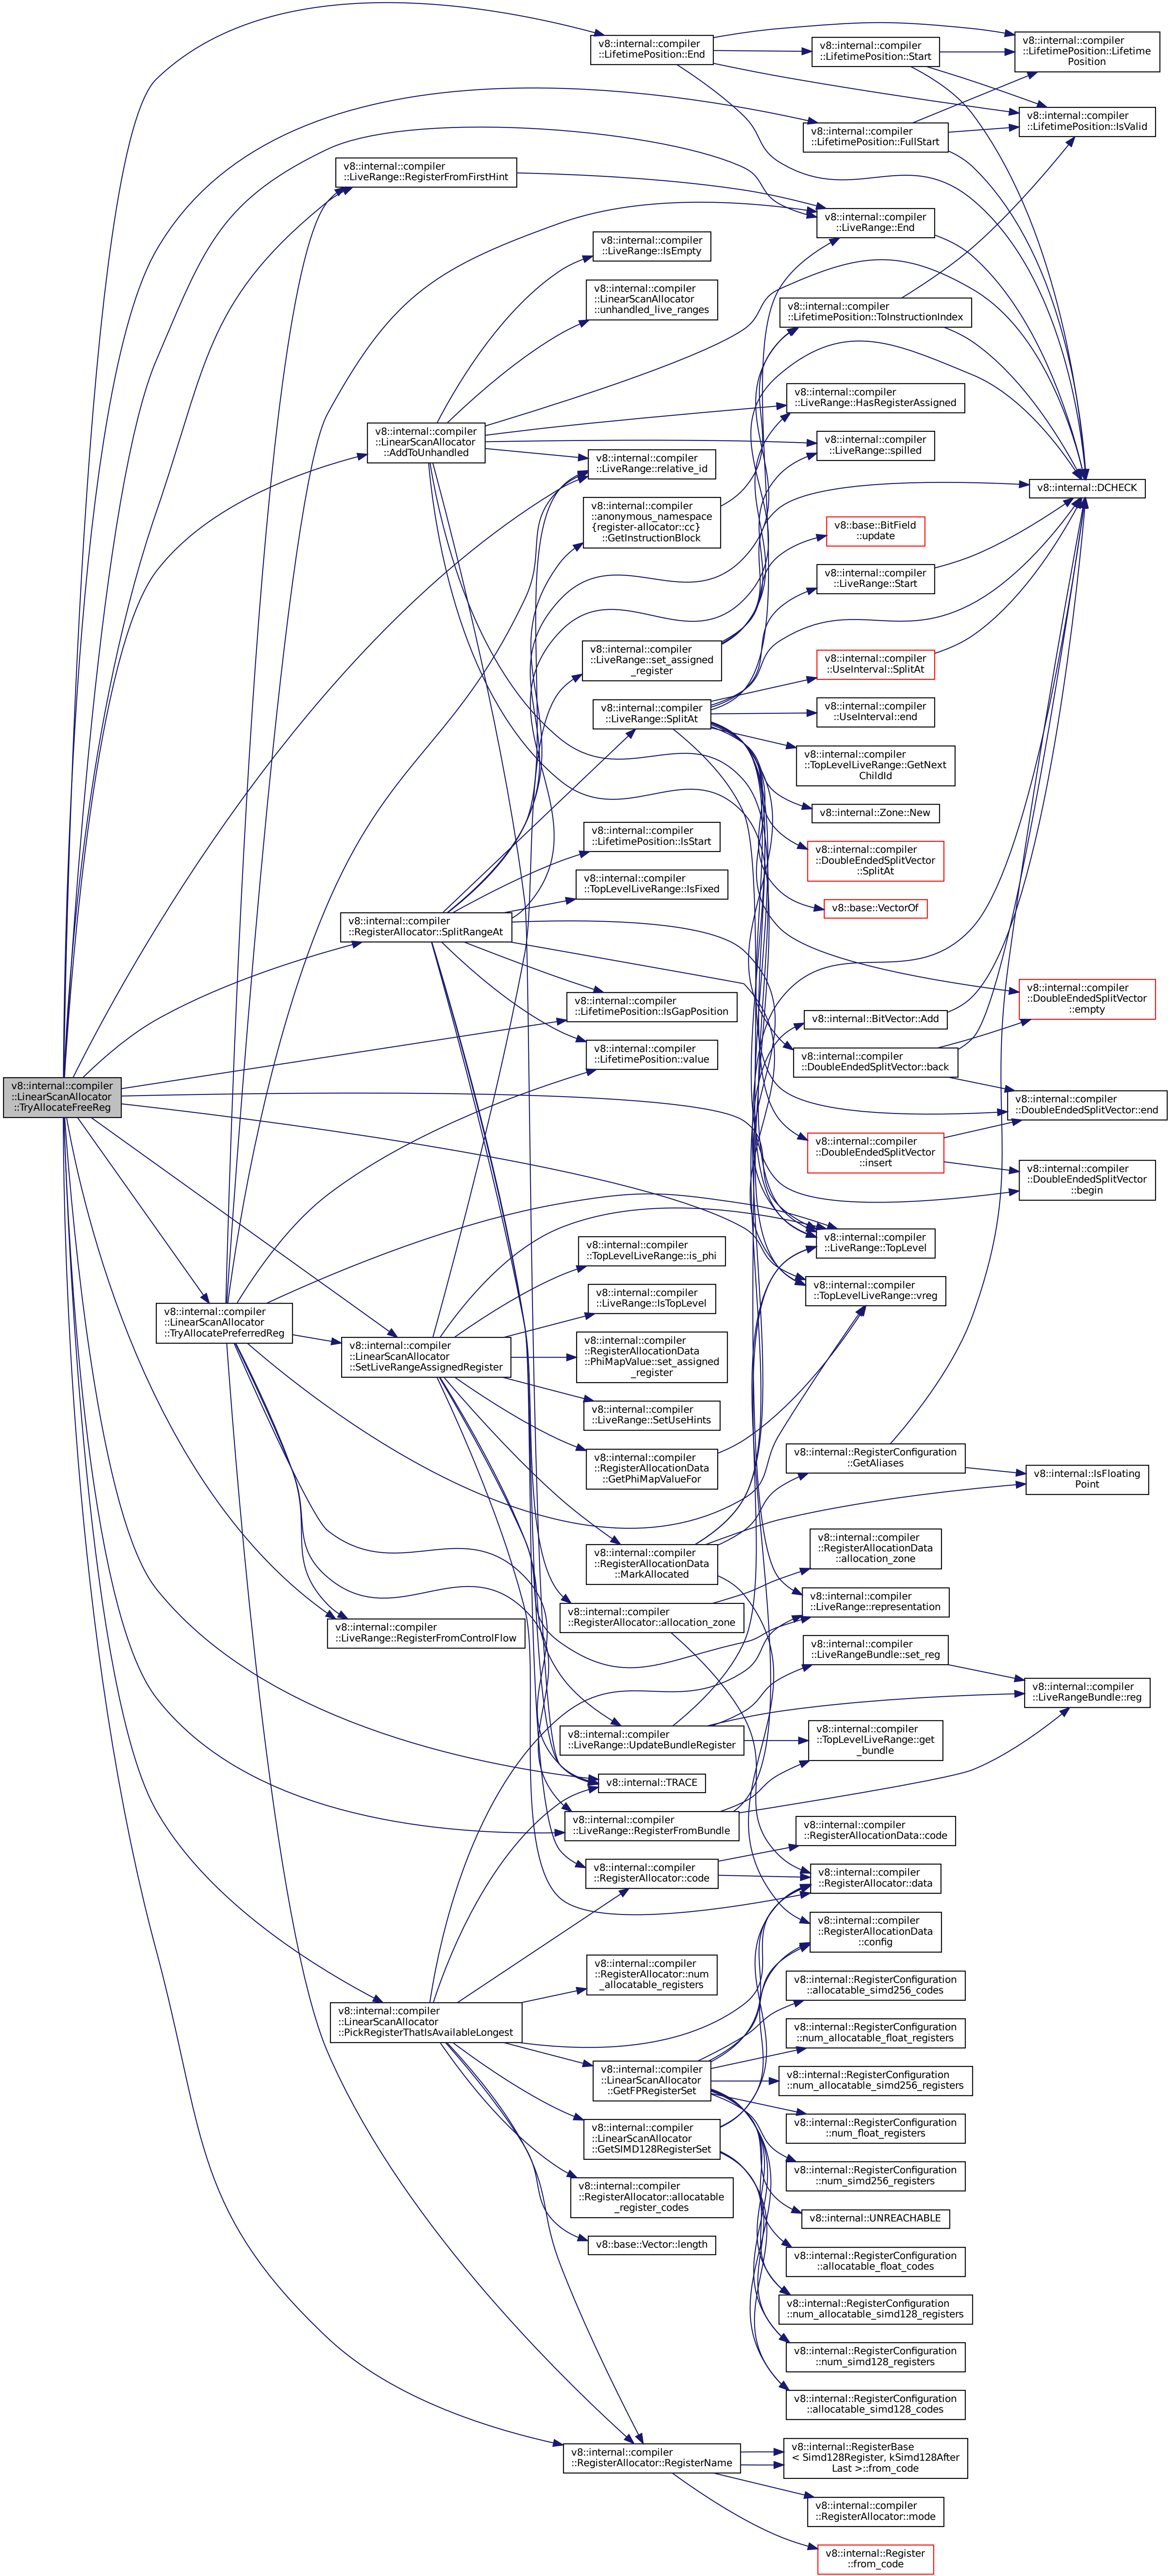 v8::internal::compiler
::LifetimePosition::End
v8::internal::compiler
::LifetimePosition::Start
v8::internal::compiler
::LifetimePosition::Lifetime
Position
v8::internal::compiler
::LifetimePosition::IsValid
v8::internal::compiler
::LifetimePosition::FullStart
v8::internal::compiler
::LiveRange::RegisterFromFirstHint
v8::internal::compiler
::LiveRange::End
v8::internal::compiler
::LiveRange::IsEmpty
v8::internal::compiler
::LinearScanAllocator
::unhandled_live_ranges
v8::internal::compiler
::LifetimePosition::ToInstructionIndex
v8::internal::compiler
::LiveRange::HasRegisterAssigned
v8::internal::compiler
::LinearScanAllocator
::AddToUnhandled
v8::internal::compiler
::LiveRange::spilled
v8::internal::compiler
::LiveRange::relative_id
v8::internal::DCHECK
v8::internal::compiler
::anonymous_namespace
{register-allocator::cc}
::GetInstructionBlock
v8::base::BitField
::update
v8::internal::compiler
::LiveRange::Start
v8::internal::compiler
::LiveRange::set_assigned
_register
v8::internal::compiler
::UseInterval::SplitAt
v8::internal::compiler
::LiveRange::SplitAt
v8::internal::compiler
::UseInterval::end
v8::internal::compiler
::TopLevelLiveRange::GetNext
ChildId
v8::internal::Zone::New
v8::internal::compiler
::LifetimePosition::IsStart
v8::internal::compiler
::DoubleEndedSplitVector
::SplitAt
v8::internal::compiler
::TopLevelLiveRange::IsFixed
v8::base::VectorOf
v8::internal::compiler
::RegisterAllocator::SplitRangeAt
v8::internal::compiler
::LifetimePosition::IsGapPosition
v8::internal::compiler
::DoubleEndedSplitVector
::empty
v8::internal::BitVector::Add
v8::internal::compiler
::LifetimePosition::value
v8::internal::compiler
::DoubleEndedSplitVector::back
v8::internal::compiler
::LinearScanAllocator
::TryAllocateFreeReg
v8::internal::compiler
::DoubleEndedSplitVector::end
v8::internal::compiler
::DoubleEndedSplitVector
::insert
v8::internal::compiler
::DoubleEndedSplitVector
::begin
v8::internal::compiler
::LiveRange::TopLevel
v8::internal::compiler
::TopLevelLiveRange::is_phi
v8::internal::compiler
::TopLevelLiveRange::vreg
v8::internal::compiler
::LiveRange::IsTopLevel
v8::internal::compiler
::LinearScanAllocator
::TryAllocatePreferredReg
v8::internal::compiler
::LinearScanAllocator
::SetLiveRangeAssignedRegister
v8::internal::compiler
::RegisterAllocationData
::PhiMapValue::set_assigned
_register
v8::internal::compiler
::LiveRange::SetUseHints
v8::internal::compiler
::RegisterAllocationData
::GetPhiMapValueFor
v8::internal::RegisterConfiguration
::GetAliases
v8::internal::IsFloating
Point
v8::internal::compiler
::RegisterAllocationData
::MarkAllocated
v8::internal::compiler
::RegisterAllocationData
::allocation_zone
v8::internal::compiler
::LiveRange::representation
v8::internal::compiler
::RegisterAllocator::allocation_zone
v8::internal::compiler
::LiveRange::RegisterFromControlFlow
v8::internal::compiler
::LiveRangeBundle::set_reg
v8::internal::compiler
::LiveRangeBundle::reg
v8::internal::compiler
::LiveRange::UpdateBundleRegister
v8::internal::compiler
::TopLevelLiveRange::get
_bundle
v8::internal::TRACE
v8::internal::compiler
::LiveRange::RegisterFromBundle
v8::internal::compiler
::RegisterAllocationData::code
v8::internal::compiler
::RegisterAllocator::code
v8::internal::compiler
::RegisterAllocator::data
v8::internal::compiler
::RegisterAllocationData
::config
v8::internal::compiler
::RegisterAllocator::num
_allocatable_registers
v8::internal::RegisterConfiguration
::allocatable_simd256_codes
v8::internal::compiler
::LinearScanAllocator
::PickRegisterThatIsAvailableLongest
v8::internal::RegisterConfiguration
::num_allocatable_float_registers
v8::internal::compiler
::LinearScanAllocator
::GetFPRegisterSet
v8::internal::RegisterConfiguration
::num_allocatable_simd256_registers
v8::internal::RegisterConfiguration
::num_float_registers
v8::internal::compiler
::LinearScanAllocator
::GetSIMD128RegisterSet
v8::internal::RegisterConfiguration
::num_simd256_registers
v8::internal::compiler
::RegisterAllocator::allocatable
_register_codes
v8::internal::UNREACHABLE
v8::base::Vector::length
v8::internal::RegisterConfiguration
::allocatable_float_codes
v8::internal::RegisterConfiguration
::num_allocatable_simd128_registers
v8::internal::RegisterConfiguration
::num_simd128_registers
v8::internal::RegisterConfiguration
::allocatable_simd128_codes
v8::internal::compiler
::RegisterAllocator::RegisterName
v8::internal::RegisterBase
< Simd128Register, kSimd128After
Last >::from_code
v8::internal::compiler
::RegisterAllocator::mode
v8::internal::Register
::from_code